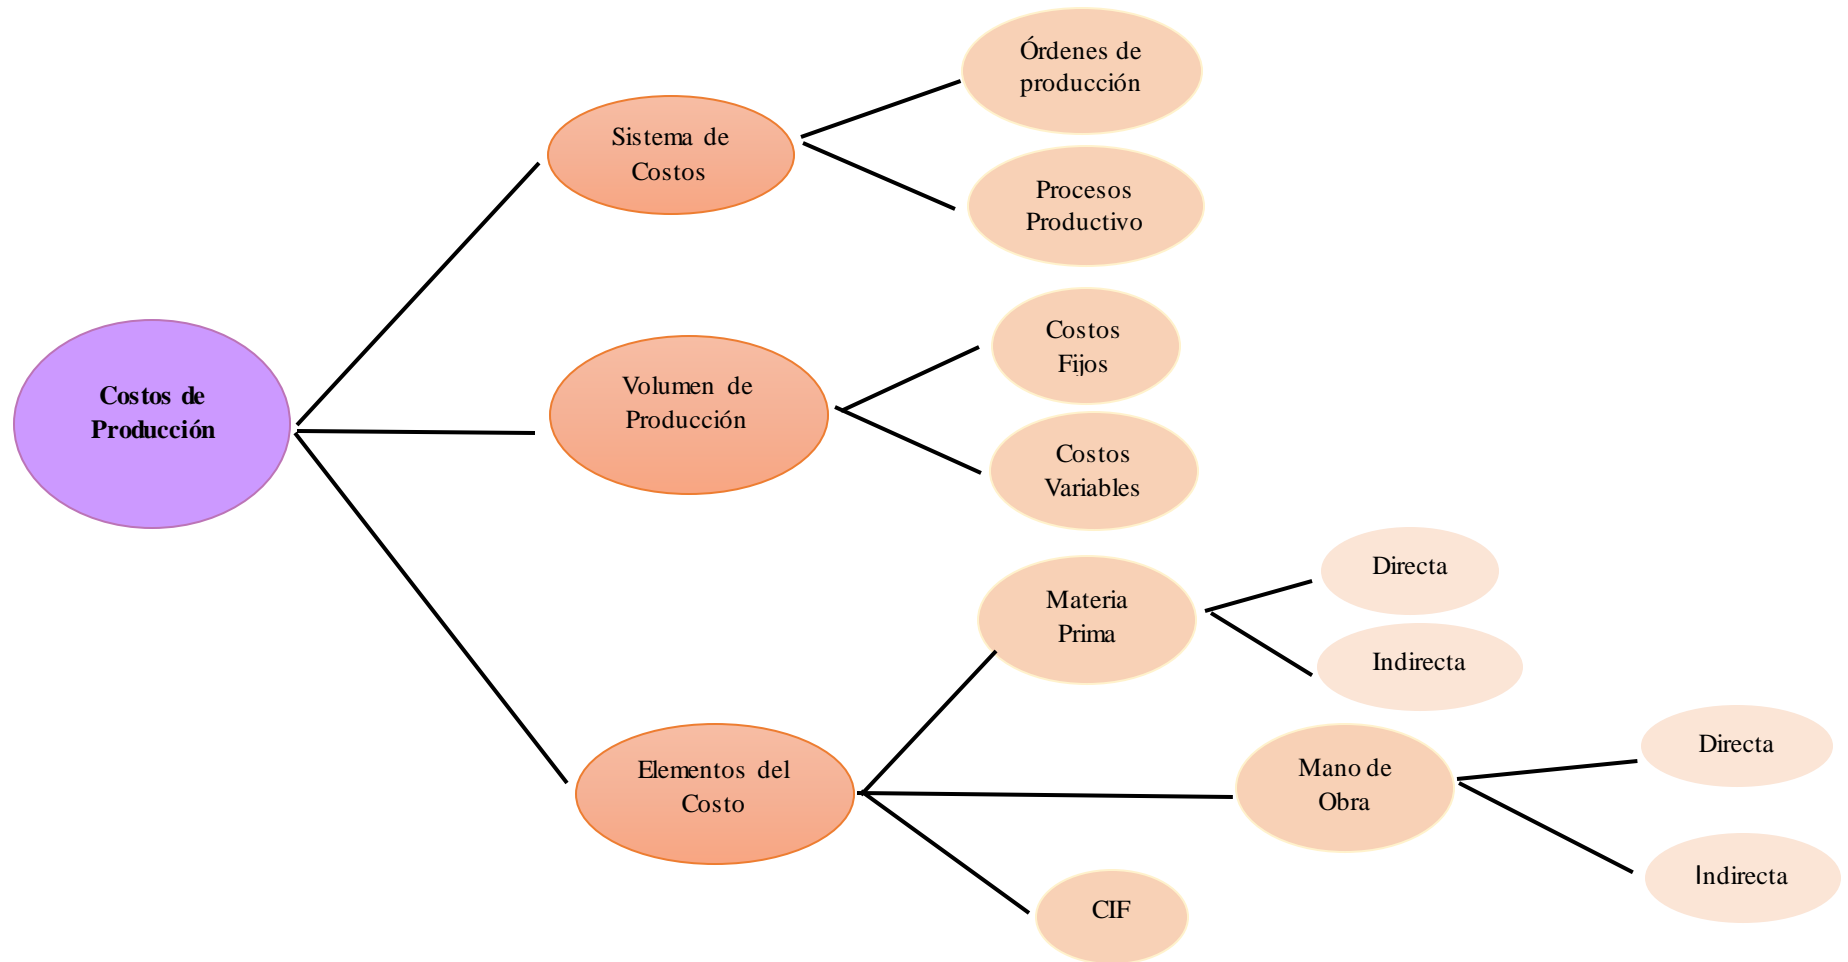 Órdenes de
producción
Sistema de
Costos
Procesos
Productivo
Costos
Fijos
Costos de
Producción
Volumen de
Producción
Costos
Variables
Materia
Prima
Directa
Indirecta
Elementos del
Costo
Mano de
Obra
Directa
Indirecta
CIF